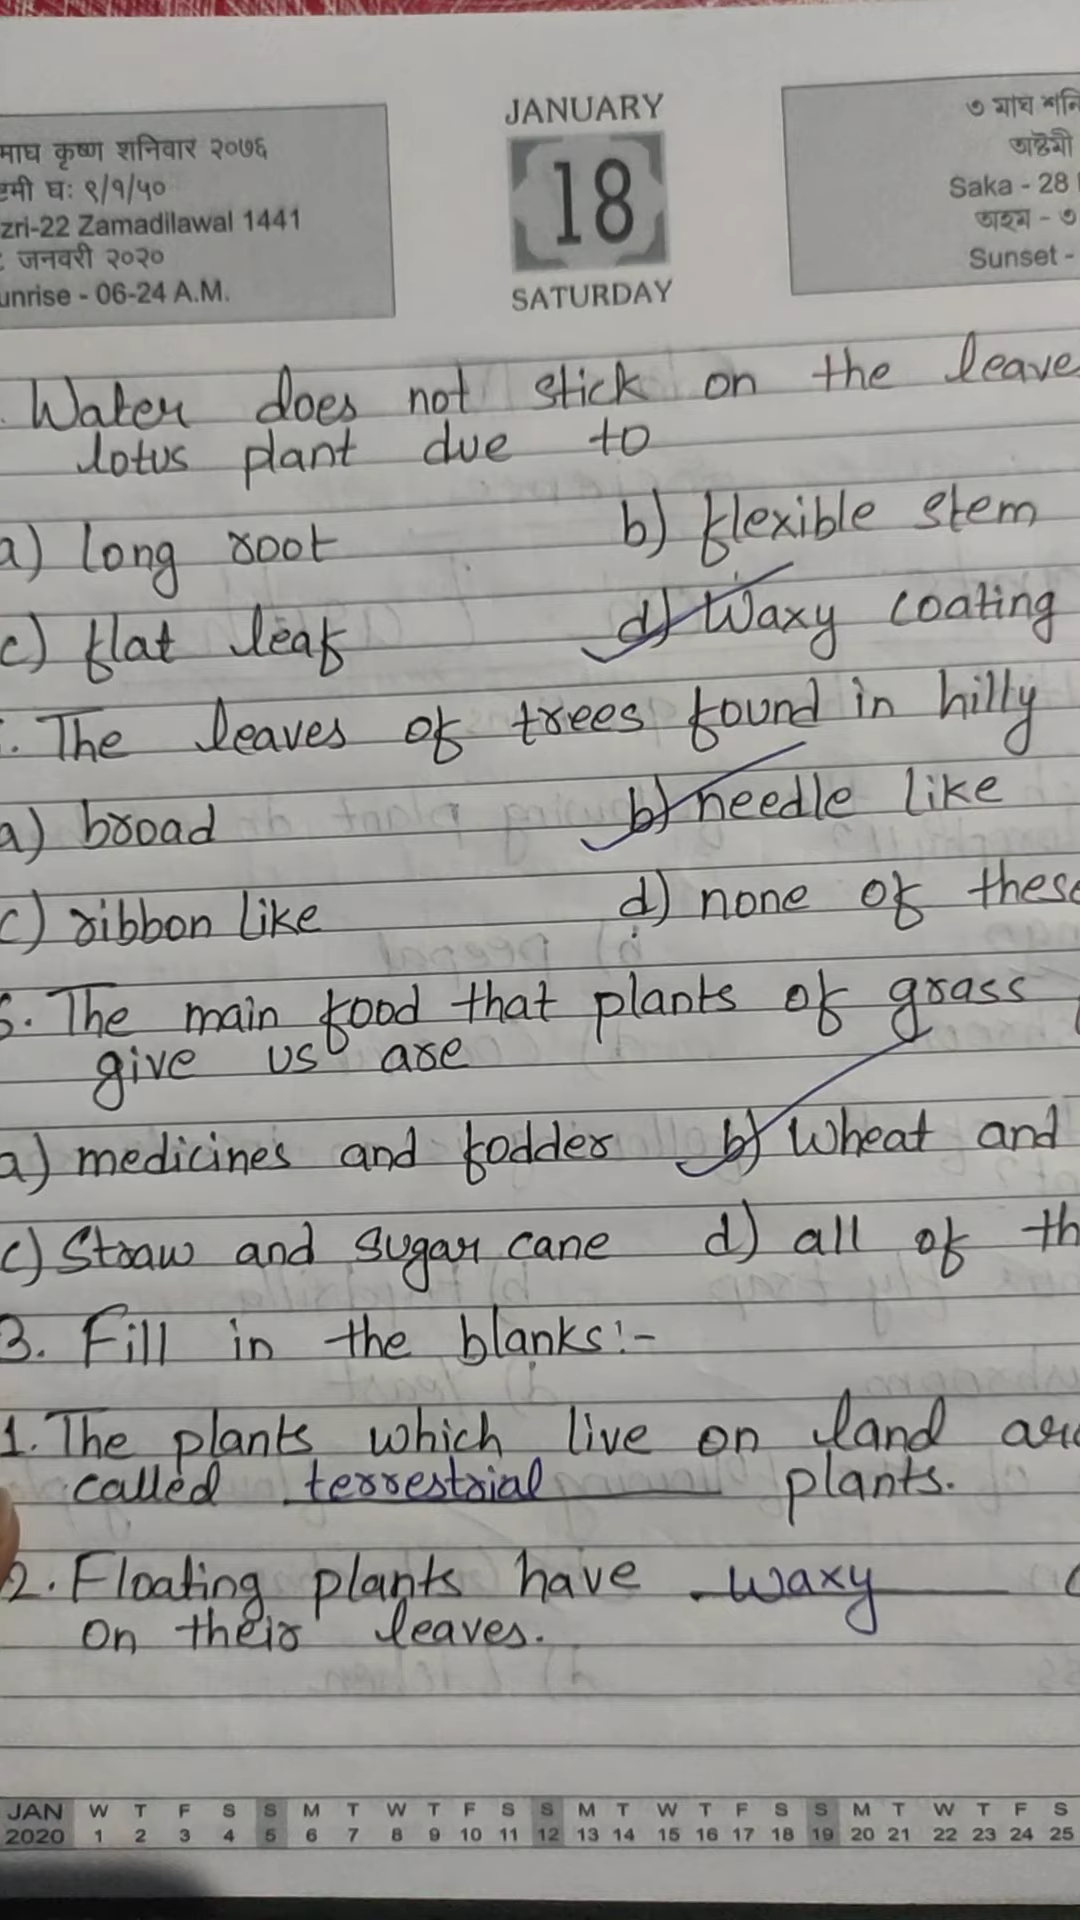 माघ कृष्ण शनिवार २०७६
घः ९/१/५०
22 Zamadilawal 1441
जनवरी २०२०
- 06-24 A.M.
JANUARY
18
SATURDAY
৩ মাঘ
Saka - 28
Sunset -
Water does not stick on the leave
lotus plant due to
a) long root b) flexible stem
c) flat leaf d) Waxy coating
The leaves of trees found in hilly
a) broad b) needle like
c) ribbon like d) none of these
The main food that plants of grass
give us are
a) medicines and fodder b) Wheat and
c) Straw and sugar cane d) all of
3. Fill in the blanks:-
1. The plants which live on land are
called terrestrial plants.
2. Floating plants have waxy
on their leaves.
JAN W T F S S M T W T F S S M T W T F S S M T W T F S
2020 1 2 3 4 5 6 7 8 9 10 11 12 13 14 15 16 17 18 19 20 21 22 23 24 25